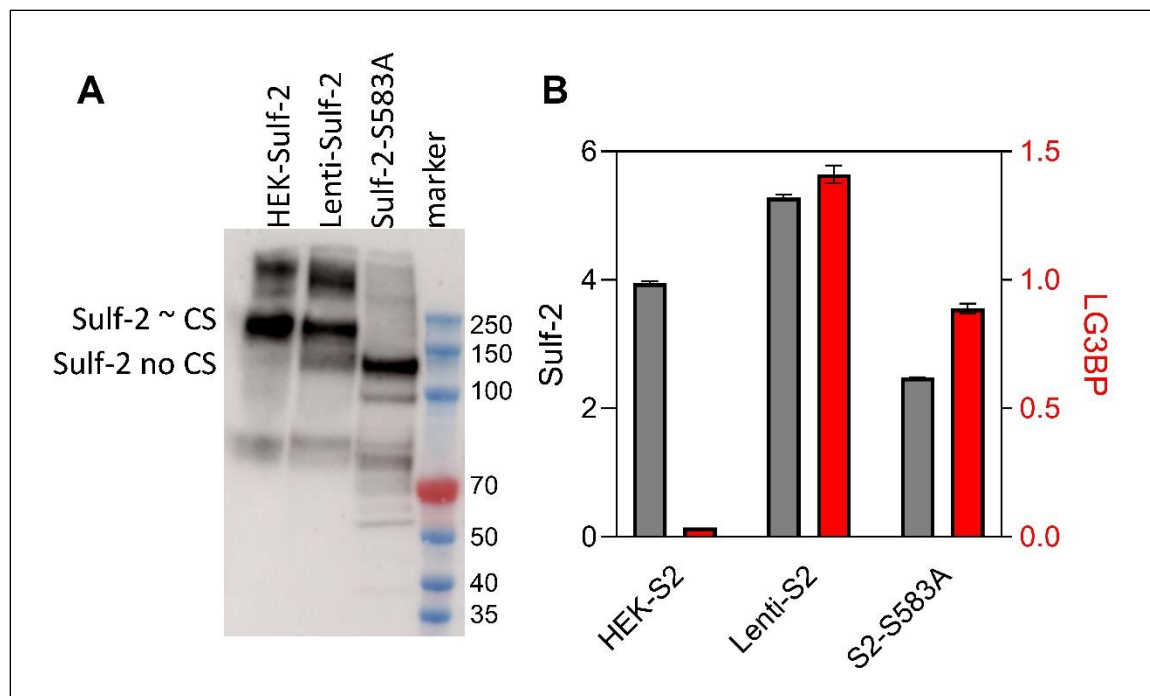 A
HEK-Sulf-2
Lenti-Sulf-2
Sulf-2-S583A
marker
Sulf-2 ~ CS
Sulf-2 no CS
250
150
100
70
50
40
35
B
6
4
2
0
Sulf-2
1.5
1.0
0.5
0.0
LG3BP
HEK-S2
Lenti-S2
S2-S583A